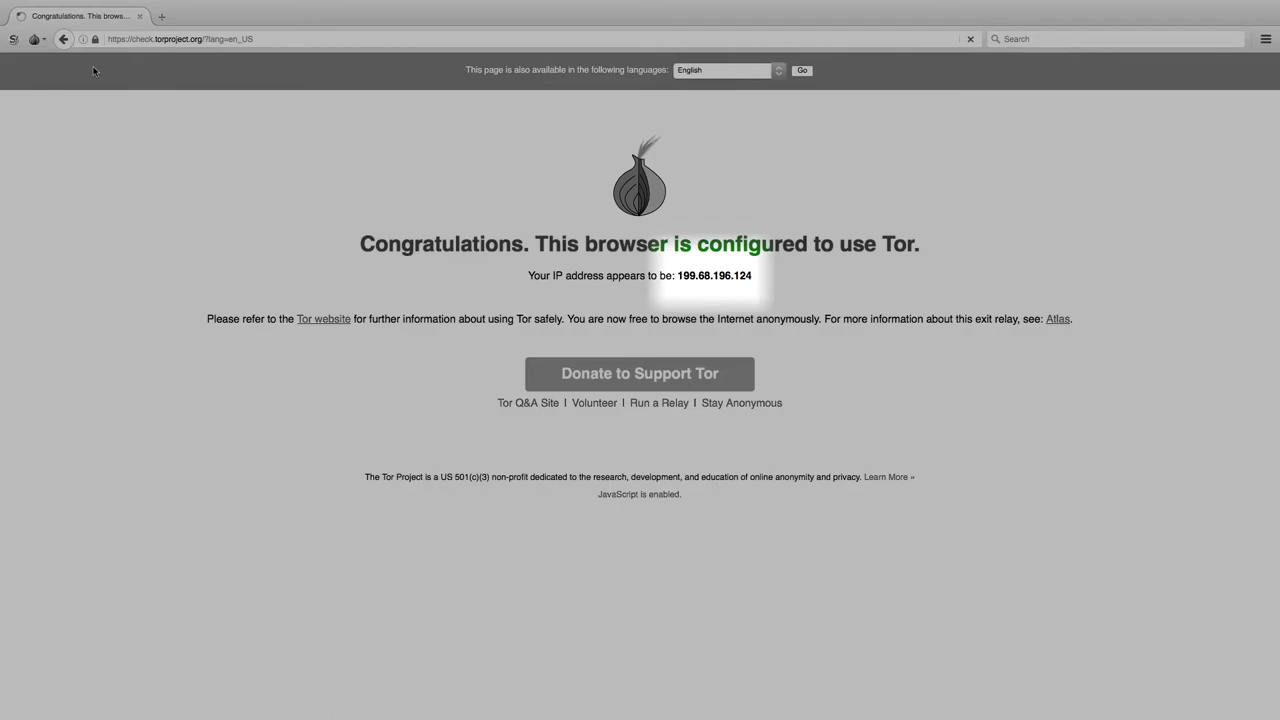 Congratulations. This brows...
https://check.torproject.org/?lang=en_US
Search
This page is also available in the following languages: English Go
Congratulations. This browser is configured to use Tor.
Your IP address appears to be: 199.68.196.124
Please refer to the Tor website for further information about using Tor safely. You are now free to browse the Internet anonymously. For more information about this exit relay, see: Atlas.
Donate to Support Tor
Tor Q&A Site | Volunteer | Run a Relay | Stay Anonymous
The Tor Project is a US 501(c)(3) non-profit dedicated to the research, development, and education of online anonymity and privacy. Learn More »
JavaScript is enabled.